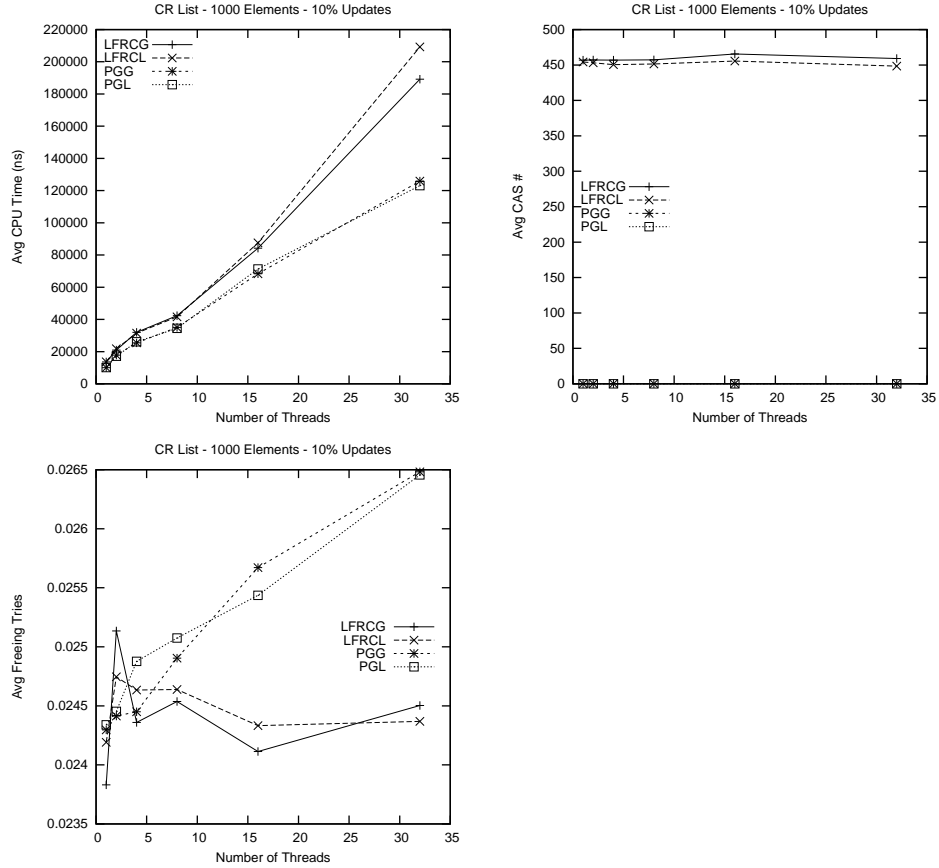 CR List - 1000 Elements - 10% Updates
220000
200000
180000
160000
140000
120000
100000
80000
60000
40000
20000
0
Avg CPU Time (ns)
LFRCG
LFRCL
PGG
PGL
0 5 10 15 20 25 30 35
Number of Threads
CR List - 1000 Elements - 10% Updates
500
450
400
350
300
250
200
150
100
50
0
Avg CAS #
LFRCG
LFRCL
PGG
PGL
0 5 10 15 20 25 30 35
Number of Threads
CR List - 1000 Elements - 10% Updates
0.0265
0.026
0.0255
0.025
0.0245
0.024
0.0235
Avg Freeing Tries
LFRCG
LFRCL
PGG
PGL
0 5 10 15 20 25 30 35
Number of Threads